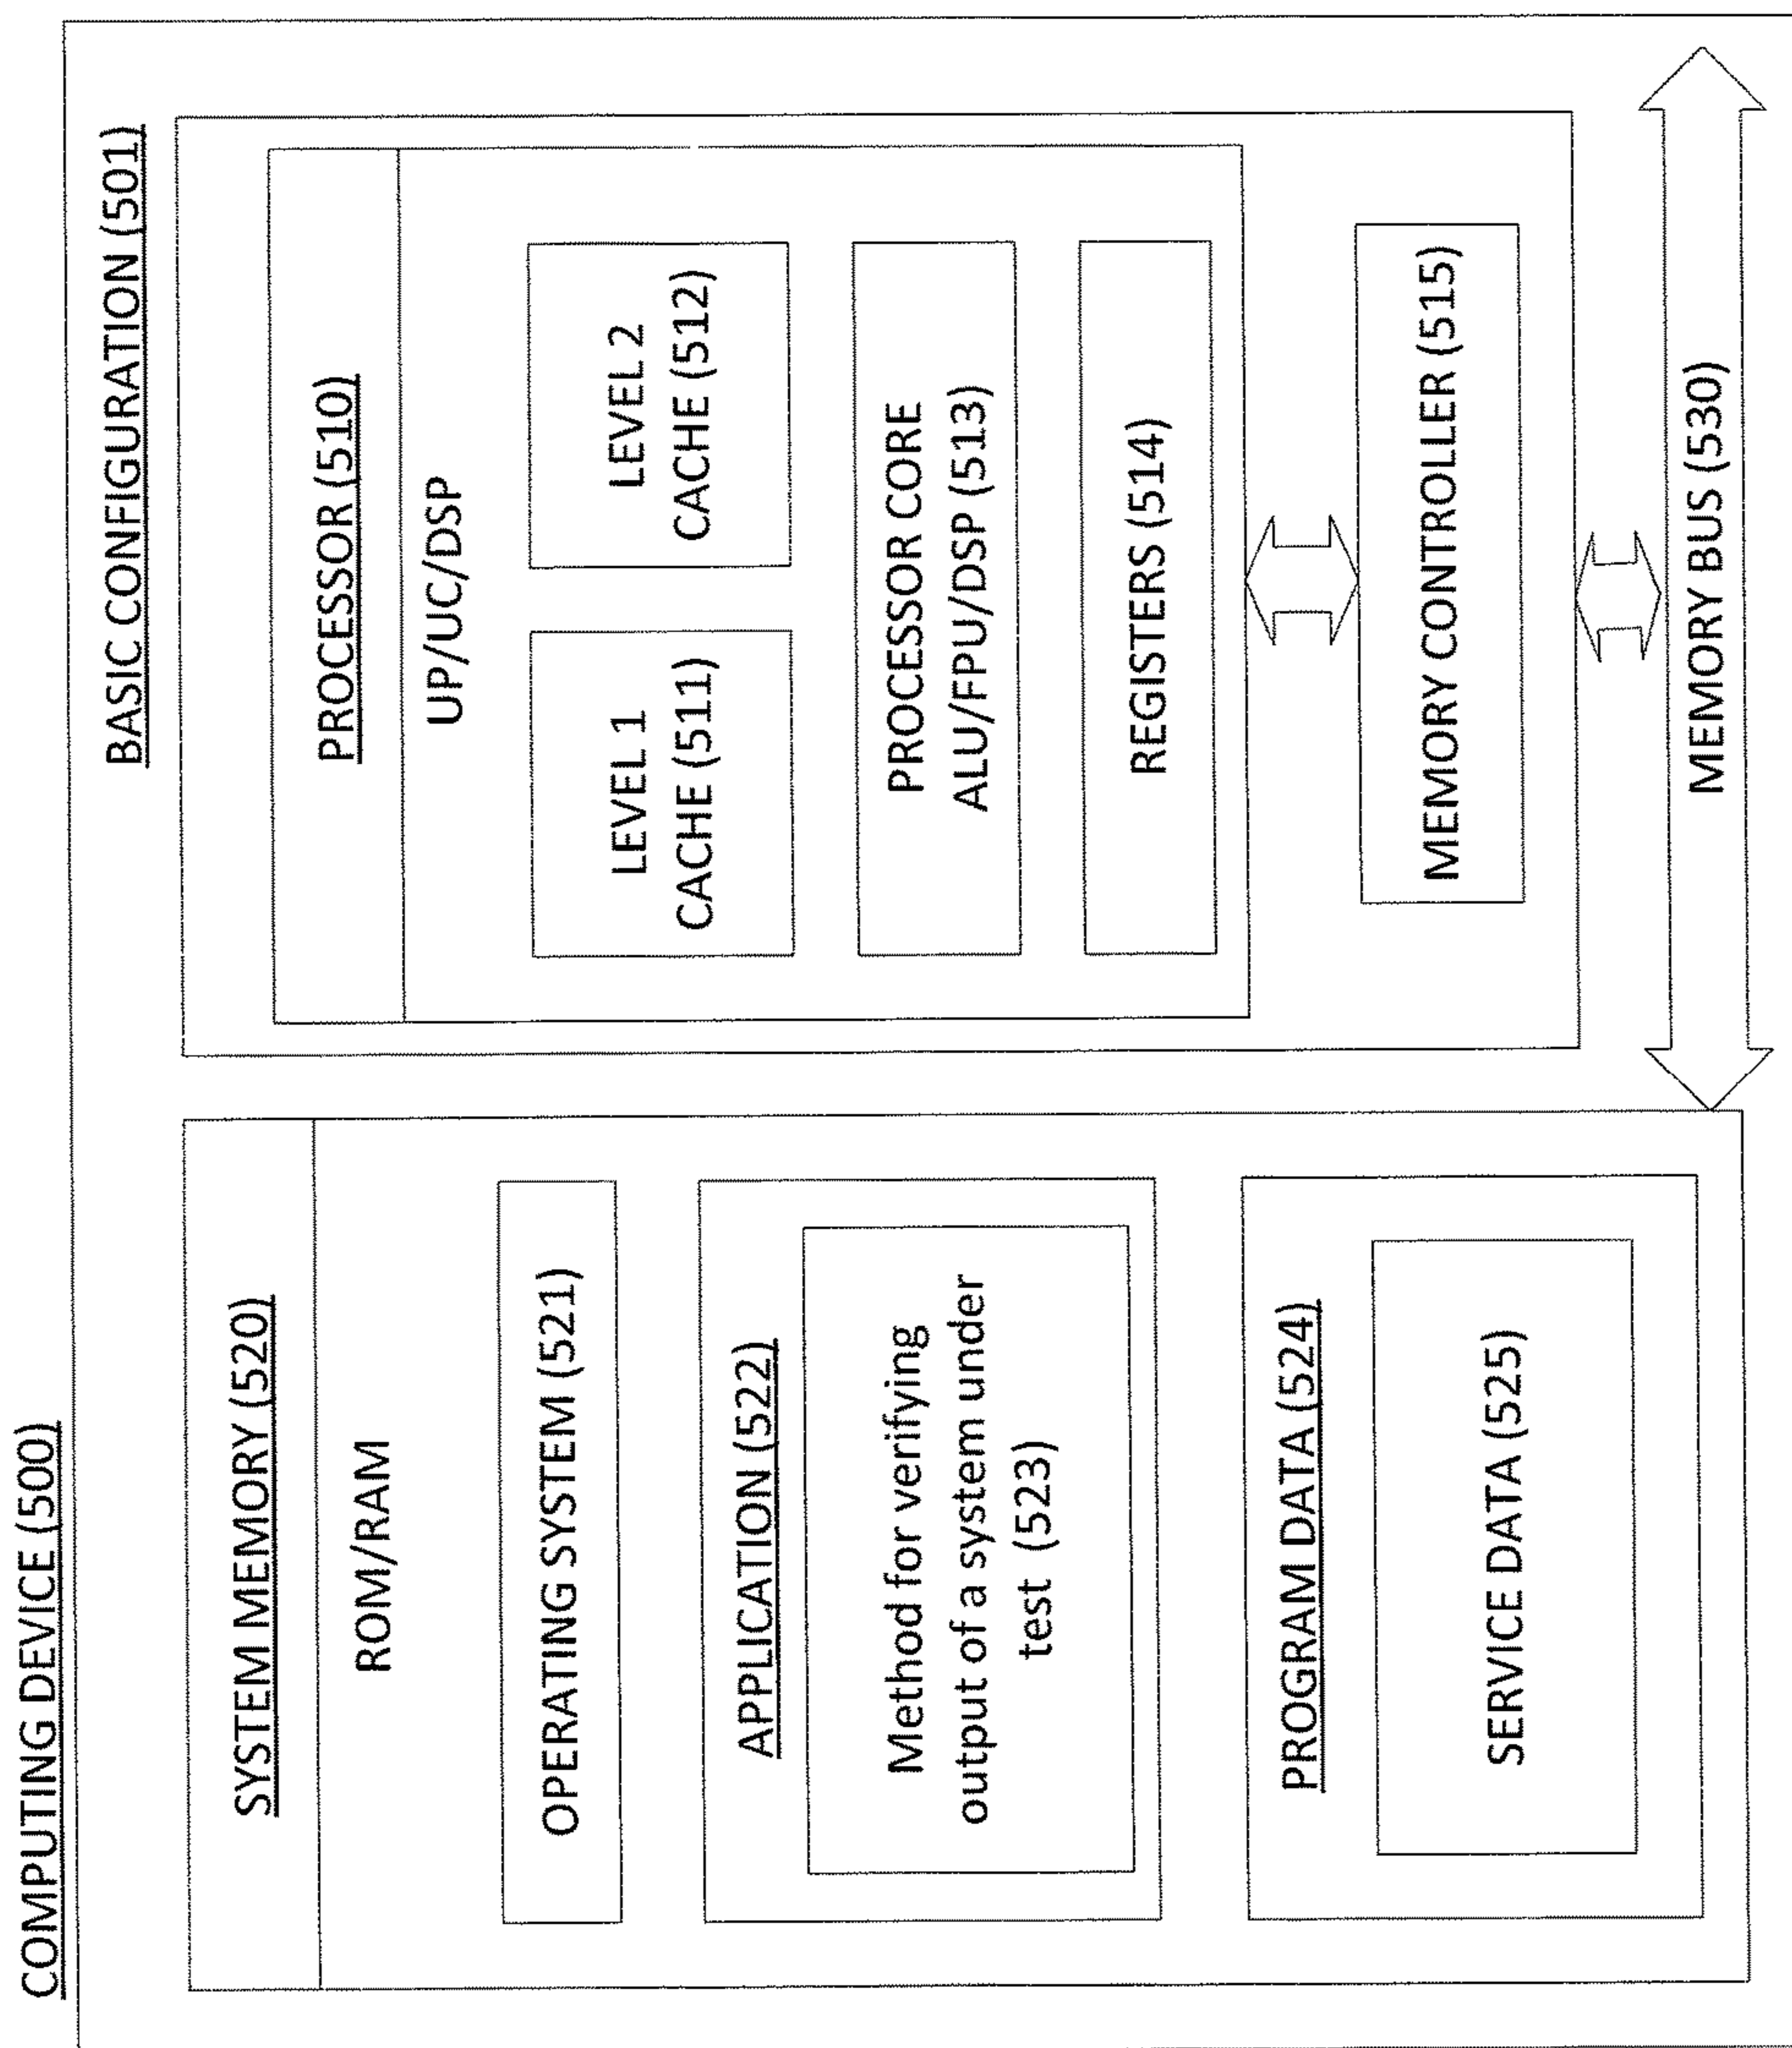 COMPUTING DEVICE (500)
SYSTEM MEMORY (520)
ROM/RAM
OPERATING SYSTEM (521)
APPLICATION (522)
Method for verifying
output of a system under
test (523)
PROGRAM DATA (524)
SERVICE DATA (525)
BASIC CONFIGURATION (501)
PROCESSOR (510)
UP/UC/DSP
LEVEL 1
CACHE (511)
LEVEL 2
CACHE (512)
PROCESSOR CORE
ALU/FPU/DSP (513)
REGISTERS (514)
MEMORY CONTROLLER (515)
MEMORY BUS (530)